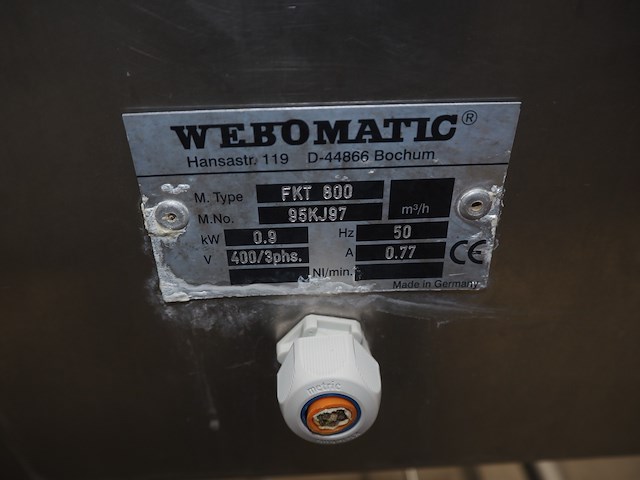 WEBOMATIC®
Hansastr. 119 D-44866 Bochum
M. Type FKT 800
M.No. 95KJ97 m³/h
kW 0.9 Hz 50
V 400/3phs. A 0.77 CE
Nl/min.
Made in Germany
metric